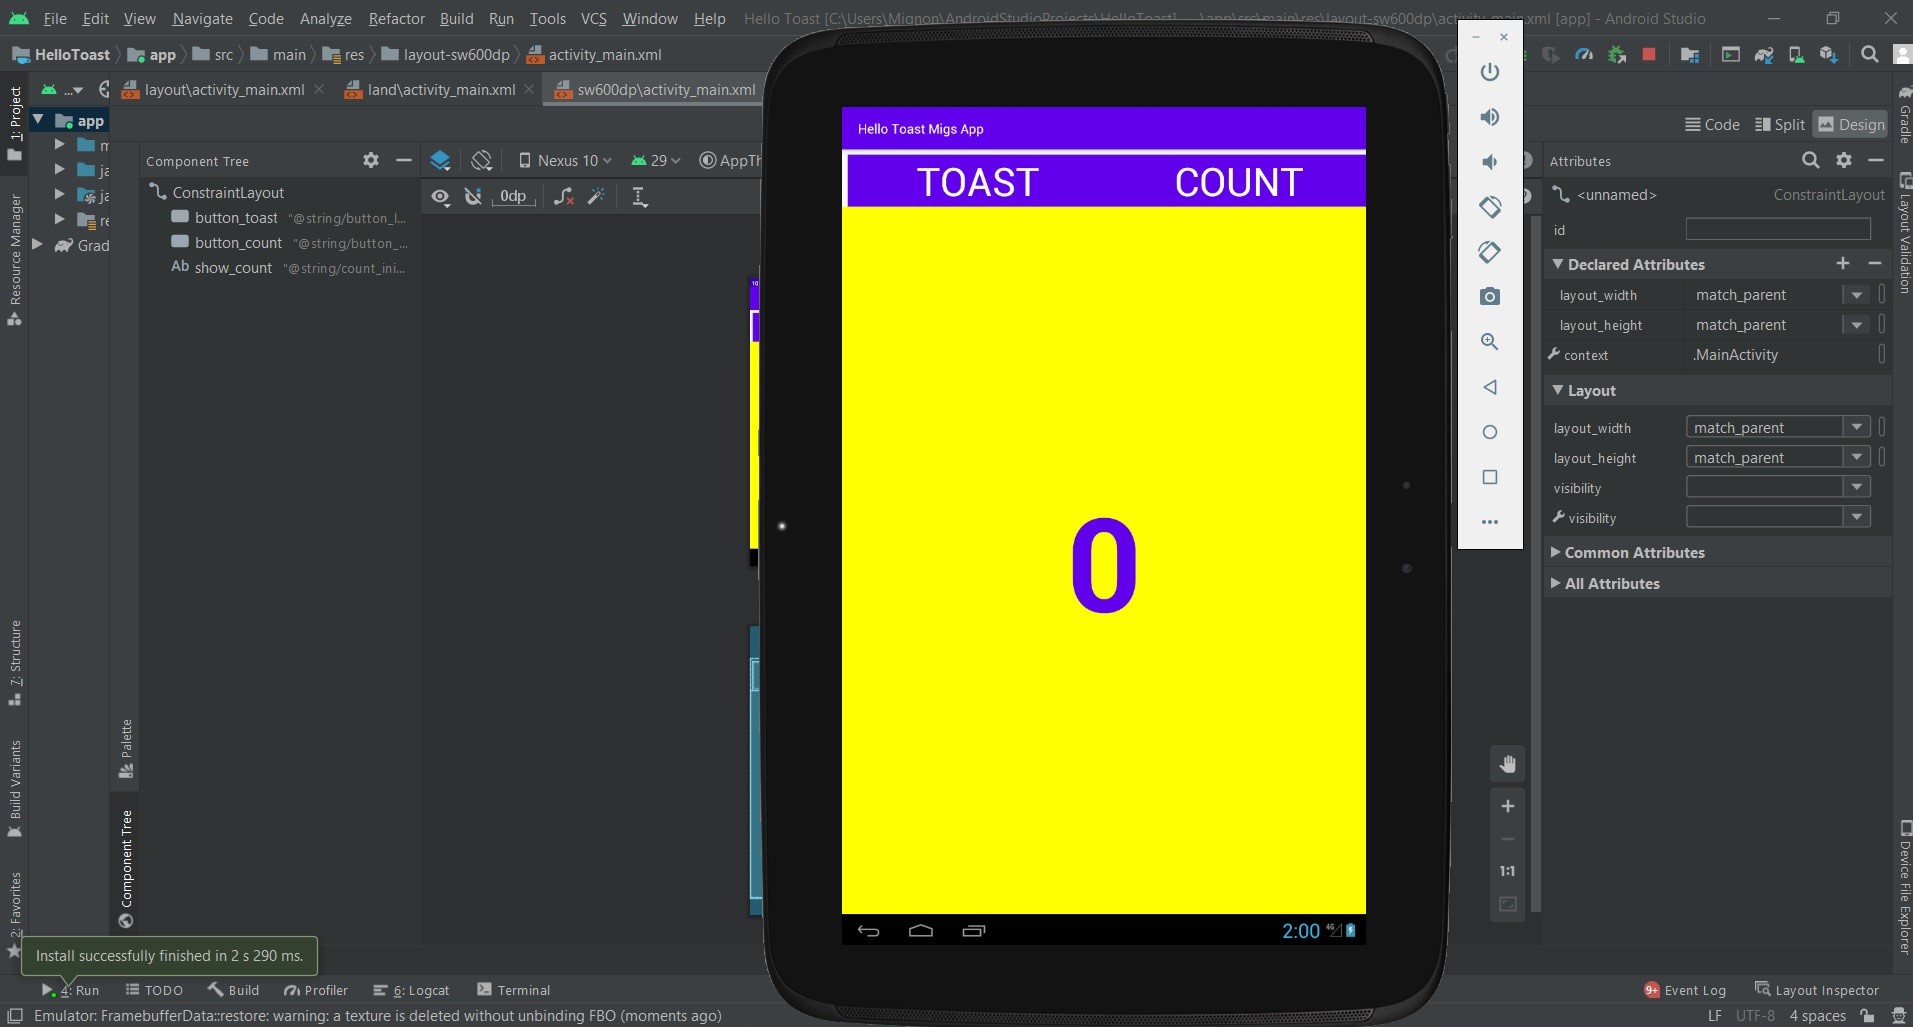 File Edit View Navigate Code Analyze Refactor Build Run Tools VCS Window Help Hello Toast [C:\Users\Mignon\AndroidStudioProjects\HelloToast] - ...\app\src\main\res\layout-sw600dp\activity_main.xml [app] - Android Studio
HelloToast app src main res layout-sw600dp activity_main.xml
... layout\activity_main.xml land\activity_main.xml sw600dp\activity_main.xml
1: Project
Resource Manager
7: Structure
Build Variants
2: Favorites
app
m
ja
ja
re
Grad
Palette
Component Tree
Component Tree
ConstraintLayout
button_toast "@string/button_l...
button_count "@string/button_...
show_count "@string/count_ini...
Nexus 10 29 AppTh
0dp
10
Hello Toast Migs App
TOAST COUNT
0
2:00 4G
Code Split Design
Attributes
<unnamed> ConstraintLayout
id
Declared Attributes
layout_width match_parent
layout_height match_parent
context .MainActivity
Layout
layout_width match_parent
layout_height match_parent
visibility
visibility
Common Attributes
All Attributes
1:1
Gradle
Layout Validation
Device File Explorer
Install successfully finished in 2 s 290 ms.
4: Run TODO Build Profiler 6: Logcat Terminal 9+ Event Log Layout Inspector
Emulator: FramebufferData::restore: warning: a texture is deleted without unbinding FBO (moments ago) LF UTF-8 4 spaces